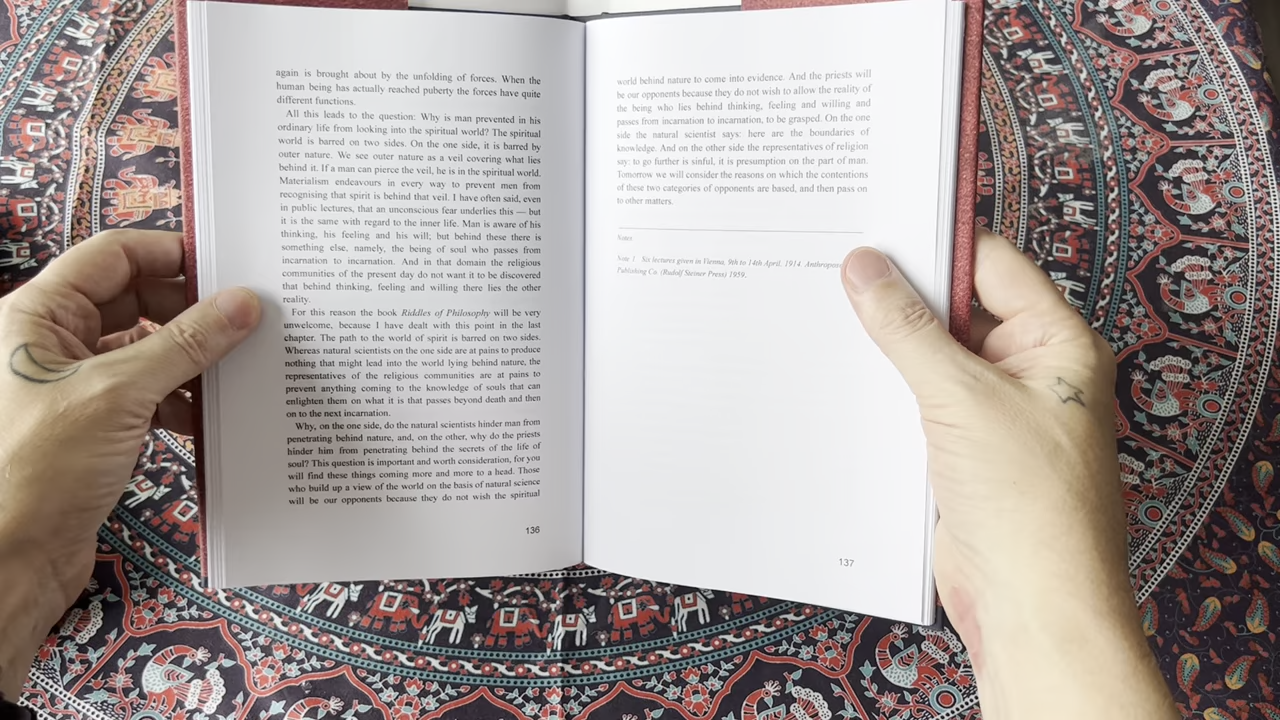 again is brought about by the unfolding of forces. When the
human being has actually reached puberty the forces have quite
different functions.
All this leads to the question: Why is man prevented in his
ordinary life from looking into the spiritual world? The spiritual
world is barred on two sides. On the one side, it is barred by
outer nature. We see outer nature as a veil covering what lies
behind it. If a man can pierce the veil, he is in the spiritual world.
Materialism endeavours in every way to prevent men from
recognising that spirit is behind that veil. I have often said, even
in public lectures, that an unconscious fear underlies this — but
it is the same with regard to the inner life. Man is aware of his
thinking, his feeling and his will; but behind these there is
something else, namely, the being of soul who passes from
incarnation to incarnation. And in that domain the religious
communities of the present day do not want it to be discovered
that behind thinking, feeling and willing there lies the other
reality.
For this reason the book Riddles of Philosophy will be very
unwelcome, because I have dealt with this point in the last
chapter. The path to the world of spirit is barred on two sides.
Whereas natural scientists on the one side are at pains to produce
nothing that might lead into the world lying behind nature, the
representatives of the religious communities are at pains to
prevent anything coming to the knowledge of souls that can
enlighten them on what it is that passes beyond death and then
on to the next incarnation.
Why, on the one side, do the natural scientists hinder man from
penetrating behind nature, and, on the other, why do the priests
hinder him from penetrating behind the secrets of the life of
soul? This question is important and worth consideration, for you
will find these things coming more and more to a head. Those
who build up a view of the world on the basis of natural science
will be our opponents because they do not wish the spiritual
136
world behind nature to come into evidence. And the priests will
be our opponents because they do not wish to allow the reality of
the being who lies behind thinking, feeling and willing and
passes from incarnation to incarnation, to be grasped. On the one
side the natural scientist says: here are the boundaries of
knowledge. And on the other side the representatives of religion
say: to go further is sinful, it is presumption on the part of man.
Tomorrow we will consider the reasons on which the contentions
of these two categories of opponents are based, and then pass on
to other matters.
Notes
Note 1. Six lectures given in Vienna, 9th to 14th April, 1914.
Publishing Co. (Rudolf Steiner Press) 1959.
137